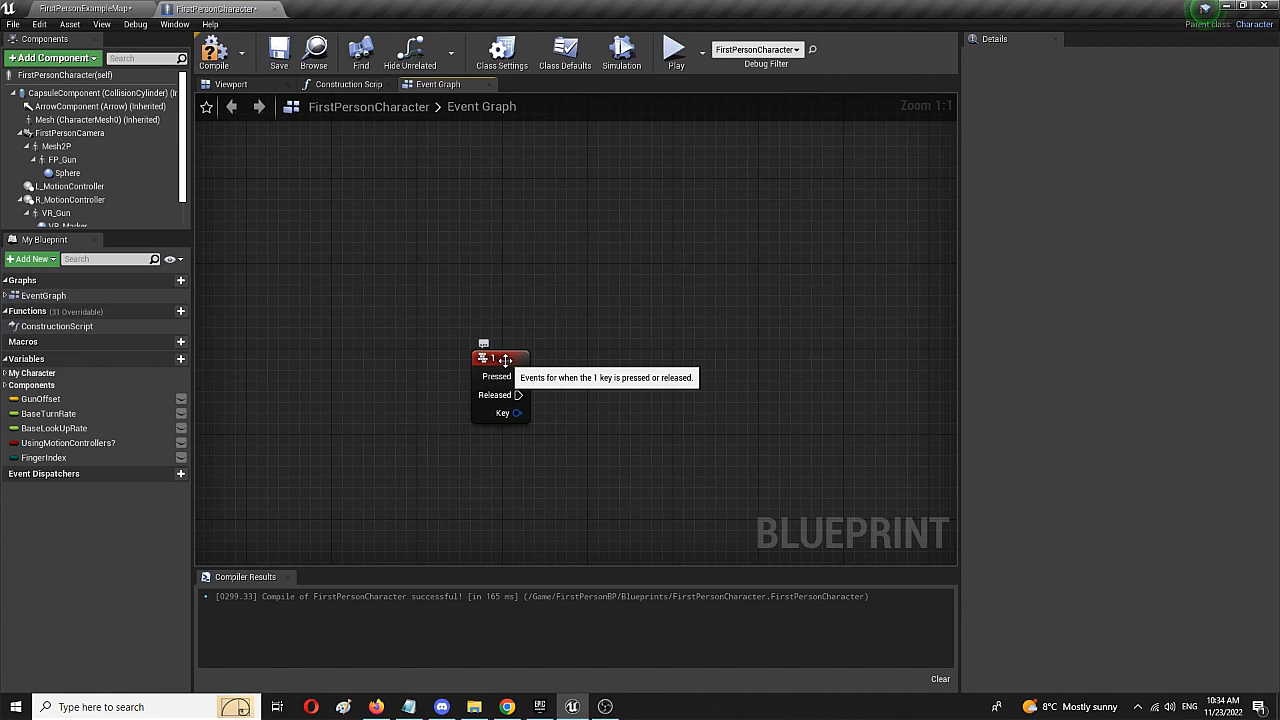 FirstPersonExampleMap*
FirstPersonCharacter*
File Edit Asset View Debug Window Help
Parent class: Character
Components
+Add Component
Search
FirstPersonCharacter(self)
CapsuleComponent (CollisionCylinder) (Ir
ArrowComponent (Arrow) (Inherited)
Mesh (CharacterMesh0) (Inherited)
FirstPersonCamera
Mesh2P
FP_Gun
Sphere
L_MotionController
R_MotionController
VR_Gun
My Blueprint
+Add New
Search
Graphs
EventGraph
Functions (31 Overridable)
ConstructionScript
Macros
Variables
My Character
Components
GunOffset
BaseTurnRate
BaseLookUpRate
UsingMotionControllers?
FingerIndex
Event Dispatchers
Compile Save Browse Find Hide Unrelated Class Settings Class Defaults Simulation Play
FirstPersonCharacter
Debug Filter
Viewport Construction Scrip Event Graph
FirstPersonCharacter > Event Graph
Zoom 1:1
1
Pressed
Released
Key
Events for when the 1 key is pressed or released.
BLUEPRINT
Compiler Results
[0299.33] Compile of FirstPersonCharacter successful! [in 165 ms] (/Game/FirstPersonBP/Blueprints/FirstPersonCharacter.FirstPersonCharacter)
Clear
Details
Type here to search
8°C Mostly sunny
ENG
10:34 AM
11/23/2022